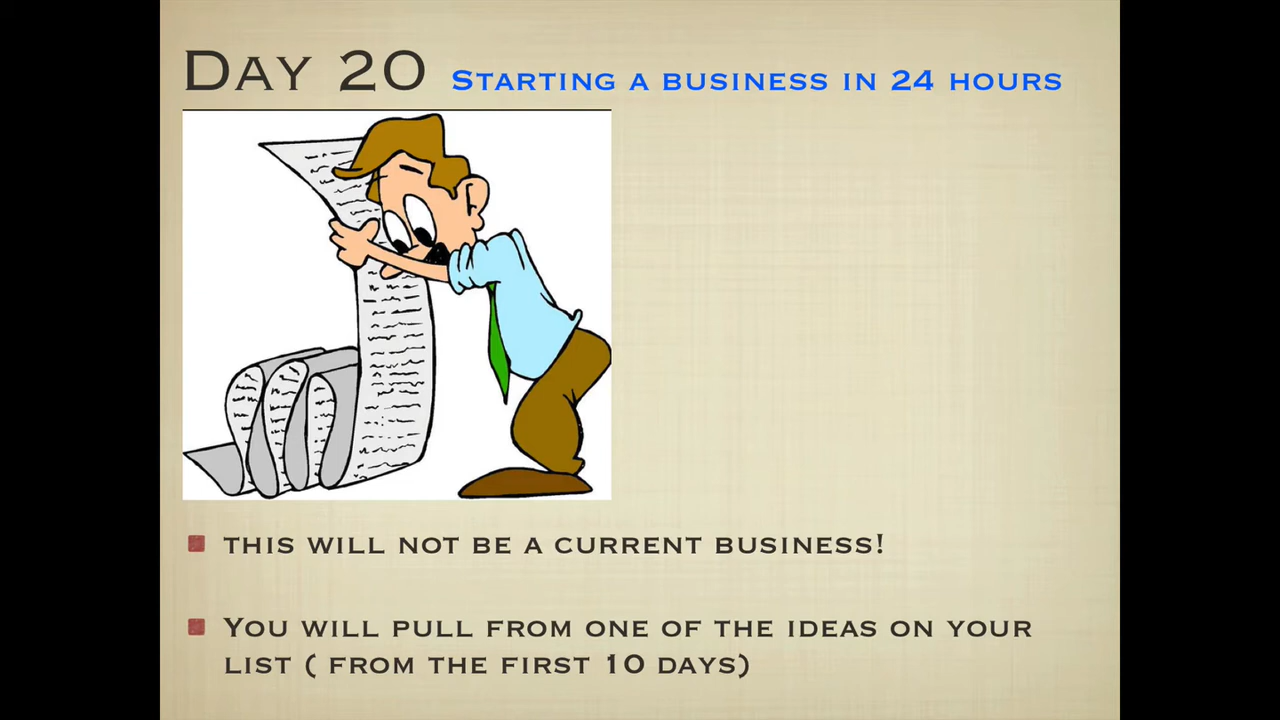 Day 20 Starting a business in 24 hours
this will not be a current business!
You will pull from one of the ideas on your
list ( from the first 10 days)